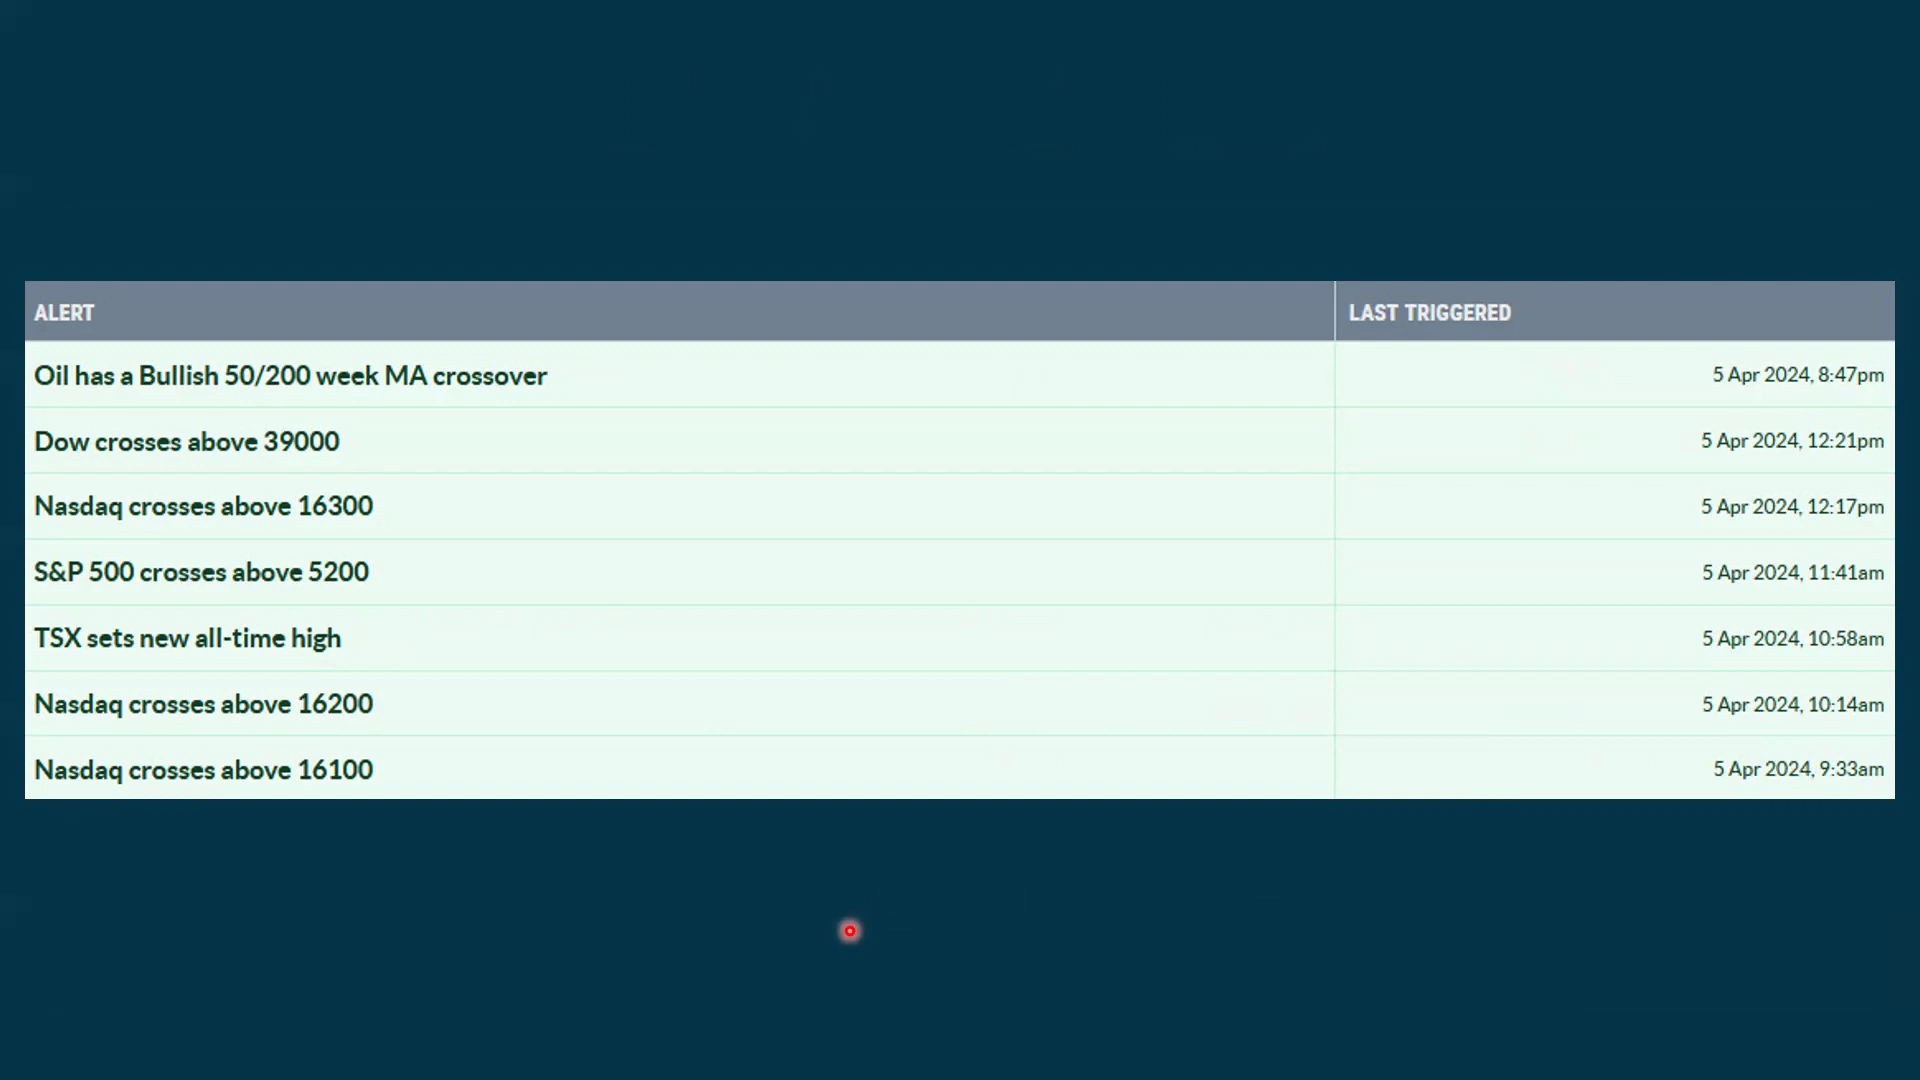 ALERT LAST TRIGGERED
Oil has a Bullish 50/200 week MA crossover 5 Apr 2024, 8:47pm
Dow crosses above 39000 5 Apr 2024, 12:21pm
Nasdaq crosses above 16300 5 Apr 2024, 12:17pm
S&P 500 crosses above 5200 5 Apr 2024, 11:41am
TSX sets new all-time high 5 Apr 2024, 10:58am
Nasdaq crosses above 16200 5 Apr 2024, 10:14am
Nasdaq crosses above 16100 5 Apr 2024, 9:33am